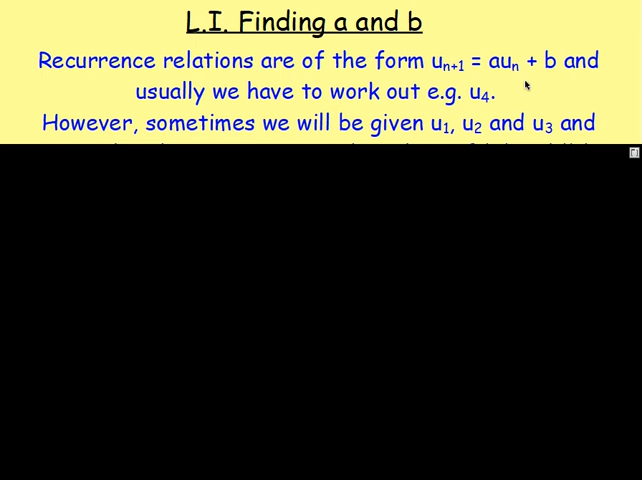 L.I. Finding a and b
Recurrence relations are of the form uₙ₊₁ = auₙ + b and
usually we have to work out e.g. u₄.
However, sometimes we will be given u₁, u₂ and u₃ and